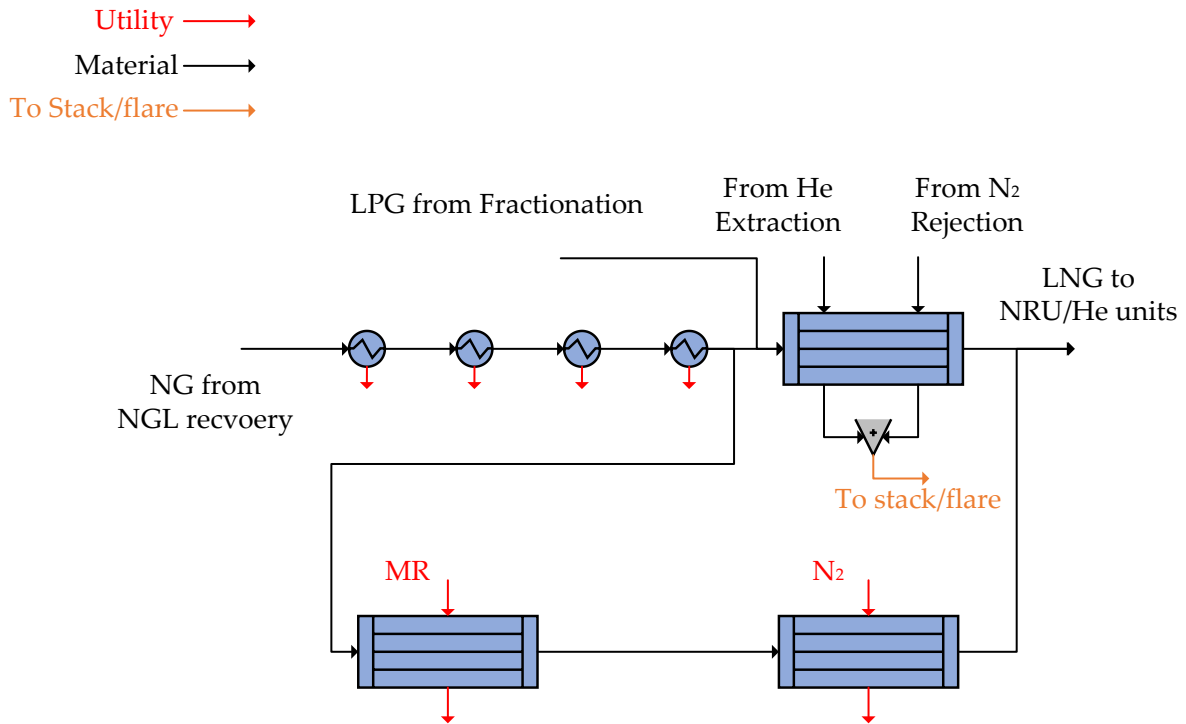 Utility
Material
To Stack/flare
LPG from Fractionation
From He
Extraction
From N₂
Rejection
LNG to
NRU/He units
NG from
NGL recvoery
+
To stack/flare
MR
N₂